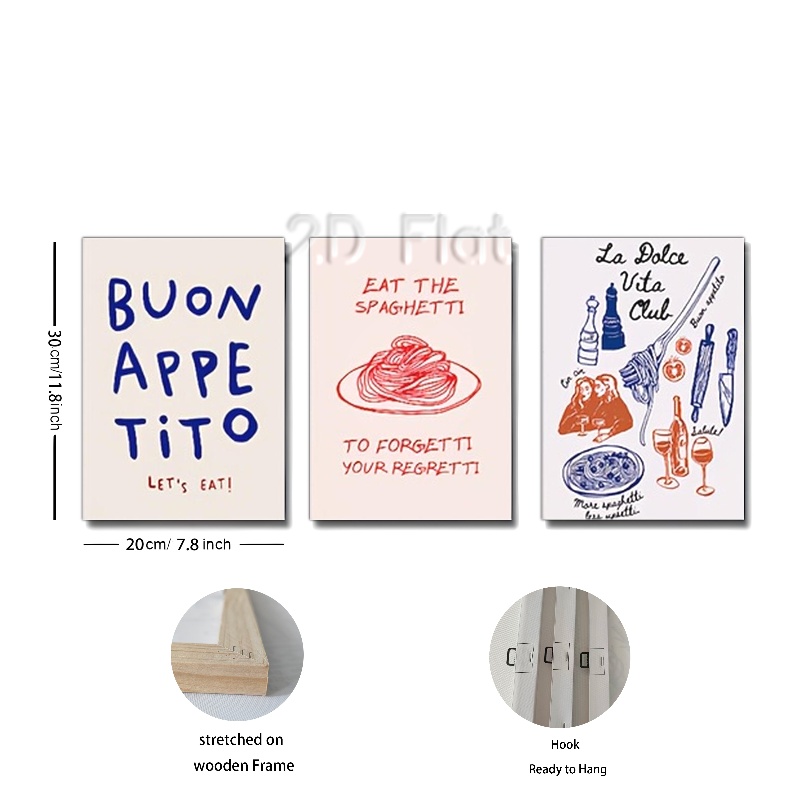 2D Flat
BUON
APPE
TiTO
LET'S EAT!
EAT THE
SPAGHETTI
TO FORGETTI
YOUR REGRETTI
La Dolce
Vita
Club
Buon appetito
Cin cin
Salute!
More spaghetti
less upsetti
30cm/11.8inch
20cm/ 7.8 inch
stretched on
wooden Frame
Hook
Ready to Hang